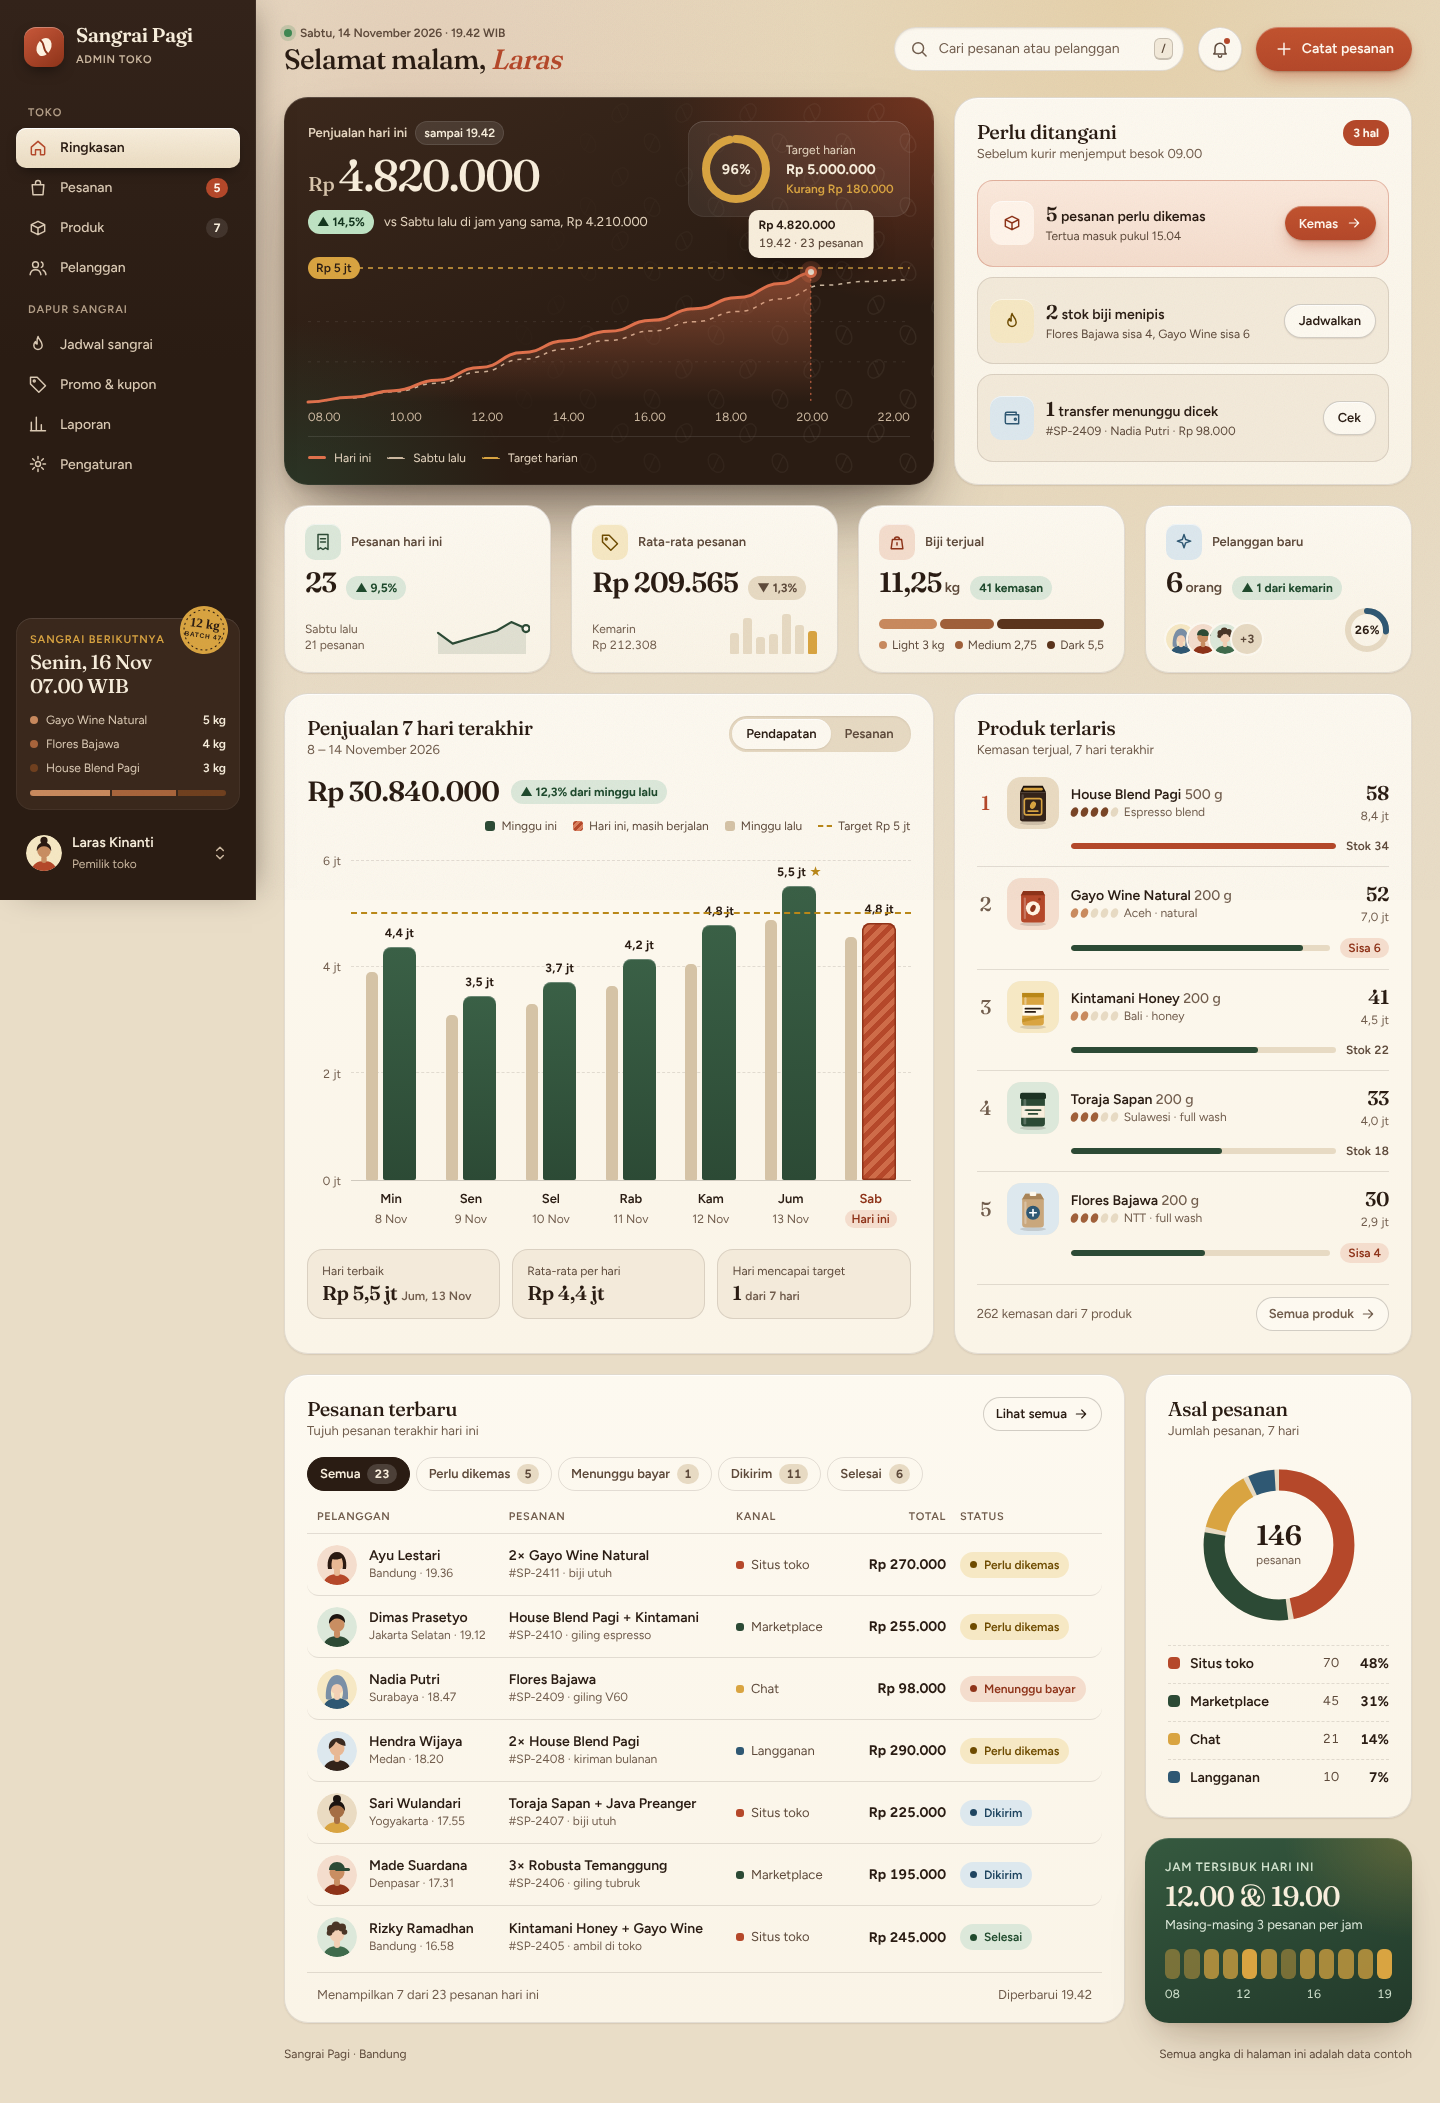 Sangrai Pagi
ADMIN TOKO
TOKO
Ringkasan
Pesanan 5
Produk 7
Pelanggan
DAPUR SANGRAI
Jadwal sangrai
Promo & kupon
Laporan
Pengaturan
12 kg
BATCH 47
SANGRAI BERIKUTNYA
Senin, 16 Nov
07.00 WIB
Gayo Wine Natural 5 kg
Flores Bajawa 4 kg
House Blend Pagi 3 kg
Laras Kinanti
Pemilik toko
Sabtu, 14 November 2026 · 19.42 WIB
Selamat malam, Laras
Cari pesanan atau pelanggan /
Catat pesanan
Penjualan hari ini sampai 19.42
Rp 4.820.000
▲ 14,5% vs Sabtu lalu di jam yang sama, Rp 4.210.000
96%
Target harian
Rp 5.000.000
Kurang Rp 180.000
Rp 4.820.000
19.42 · 23 pesanan
Rp 5 jt
08.00 10.00 12.00 14.00 16.00 18.00 20.00 22.00
Hari ini Sabtu lalu Target harian
Perlu ditangani
3 hal
Sebelum kurir menjemput besok 09.00
5 pesanan perlu dikemas
Tertua masuk pukul 15.04
Kemas
2 stok biji menipis
Flores Bajawa sisa 4, Gayo Wine sisa 6
Jadwalkan
1 transfer menunggu dicek
#SP-2409 · Nadia Putri · Rp 98.000
Cek
Pesanan hari ini
23 ▲ 9,5%
Sabtu lalu
21 pesanan
Rata-rata pesanan
Rp 209.565 ▼ 1,3%
Kemarin
Rp 212.308
Biji terjual
11,25 kg 41 kemasan
Light 3 kg Medium 2,75 Dark 5,5
Pelanggan baru
6 orang ▲ 1 dari kemarin
+3
26%
Penjualan 7 hari terakhir
8 – 14 November 2026
Pendapatan Pesanan
Rp 30.840.000 ▲ 12,3% dari minggu lalu
Minggu ini Hari ini, masih berjalan Minggu lalu Target Rp 5 jt
6 jt
4 jt
2 jt
0 jt
4,4 jt
3,5 jt
3,7 jt
4,2 jt
4,8 jt
5,5 jt ★
4,8 jt
Min Sen Sel Rab Kam Jum Sab
8 Nov 9 Nov 10 Nov 11 Nov 12 Nov 13 Nov Hari ini
Hari terbaik
Rp 5,5 jt Jum, 13 Nov
Rata-rata per hari
Rp 4,4 jt
Hari mencapai target
1 dari 7 hari
Produk terlaris
Kemasan terjual, 7 hari terakhir
1 House Blend Pagi 500 g 58
Espresso blend 8,4 jt
Stok 34
2 Gayo Wine Natural 200 g 52
Aceh · natural 7,0 jt
Sisa 6
3 Kintamani Honey 200 g 41
Bali · honey 4,5 jt
Stok 22
4 Toraja Sapan 200 g 33
Sulawesi · full wash 4,0 jt
Stok 18
5 Flores Bajawa 200 g 30
NTT · full wash 2,9 jt
Sisa 4
262 kemasan dari 7 produk
Semua produk
Pesanan terbaru
Tujuh pesanan terakhir hari ini
Lihat semua
Semua 23 Perlu dikemas 5 Menunggu bayar 1 Dikirim 11 Selesai 6
PELANGGAN PESANAN KANAL TOTAL STATUS
Ayu Lestari 2× Gayo Wine Natural Situs toko Rp 270.000 Perlu dikemas
Bandung · 19.36 #SP-2411 · biji utuh
Dimas Prasetyo House Blend Pagi + Kintamani Marketplace Rp 255.000 Perlu dikemas
Jakarta Selatan · 19.12 #SP-2410 · giling espresso
Nadia Putri Flores Bajawa Chat Rp 98.000 Menunggu bayar
Surabaya · 18.47 #SP-2409 · giling V60
Hendra Wijaya 2× House Blend Pagi Langganan Rp 290.000 Perlu dikemas
Medan · 18.20 #SP-2408 · kiriman bulanan
Sari Wulandari Toraja Sapan + Java Preanger Situs toko Rp 225.000 Dikirim
Yogyakarta · 17.55 #SP-2407 · biji utuh
Made Suardana 3× Robusta Temanggung Marketplace Rp 195.000 Dikirim
Denpasar · 17.31 #SP-2406 · giling tubruk
Rizky Ramadhan Kintamani Honey + Gayo Wine Situs toko Rp 245.000 Selesai
Bandung · 16.58 #SP-2405 · ambil di toko
Menampilkan 7 dari 23 pesanan hari ini
Diperbarui 19.42
Asal pesanan
Jumlah pesanan, 7 hari
146
pesanan
Situs toko 70 48%
Marketplace 45 31%
Chat 21 14%
Langganan 10 7%
JAM TERSIBUK HARI INI
12.00 & 19.00
Masing-masing 3 pesanan per jam
08 12 16 19
Sangrai Pagi · Bandung
Semua angka di halaman ini adalah data contoh